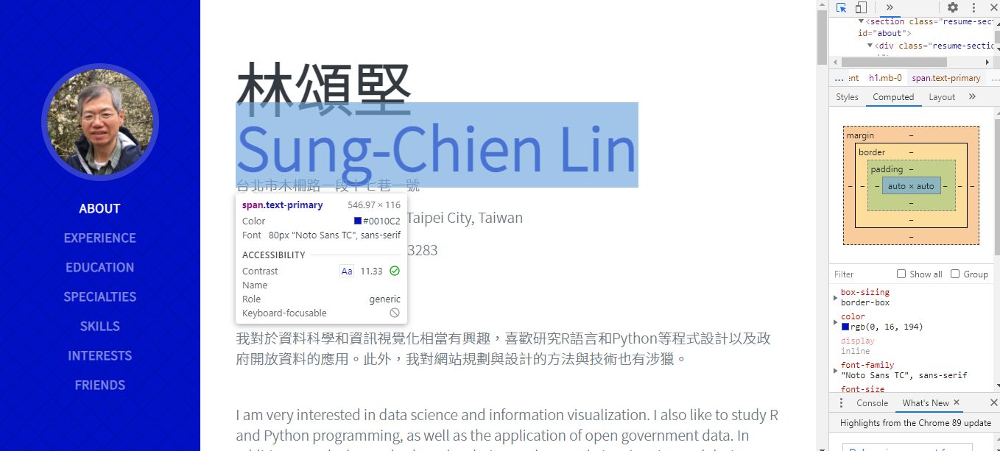 ABOUT
EXPERIENCE
EDUCATION
SPECIALTIES
SKILLS
INTERESTS
FRIENDS
林頌堅
Sung-Chien Lin
台北市木柵路一段十七巷一號
Taipei City, Taiwan
3283
span.text-primary 546.97 × 116
Color #0010C2
Font 80px "Noto Sans TC", sans-serif
ACCESSIBILITY
Contrast Aa 11.33
Name
Role generic
Keyboard-focusable
我對於資料科學和資訊視覺化相當有興趣，喜歡研究R語言和Python等程式設計以及政
府開放資料的應用。此外，我對網站規劃與設計的方法與技術也有涉獵。
I am very interested in data science and information visualization. I also like to study R
and Python programming, as well as the application of open government data. In
<section class="resume-sect
id="about">
<div class="resume-section
... ent h1.mb-0 span.text-primary ...
Styles Computed Layout »
margin –
border –
padding –
– – – auto × auto – – –
–
–
–
Filter Show all Group
box-sizing
border-box
color
rgb(0, 16, 194)
display
inline
font-family
"Noto Sans TC", sans-serif
font-size
Console What's New ×
Highlights from the Chrome 89 update